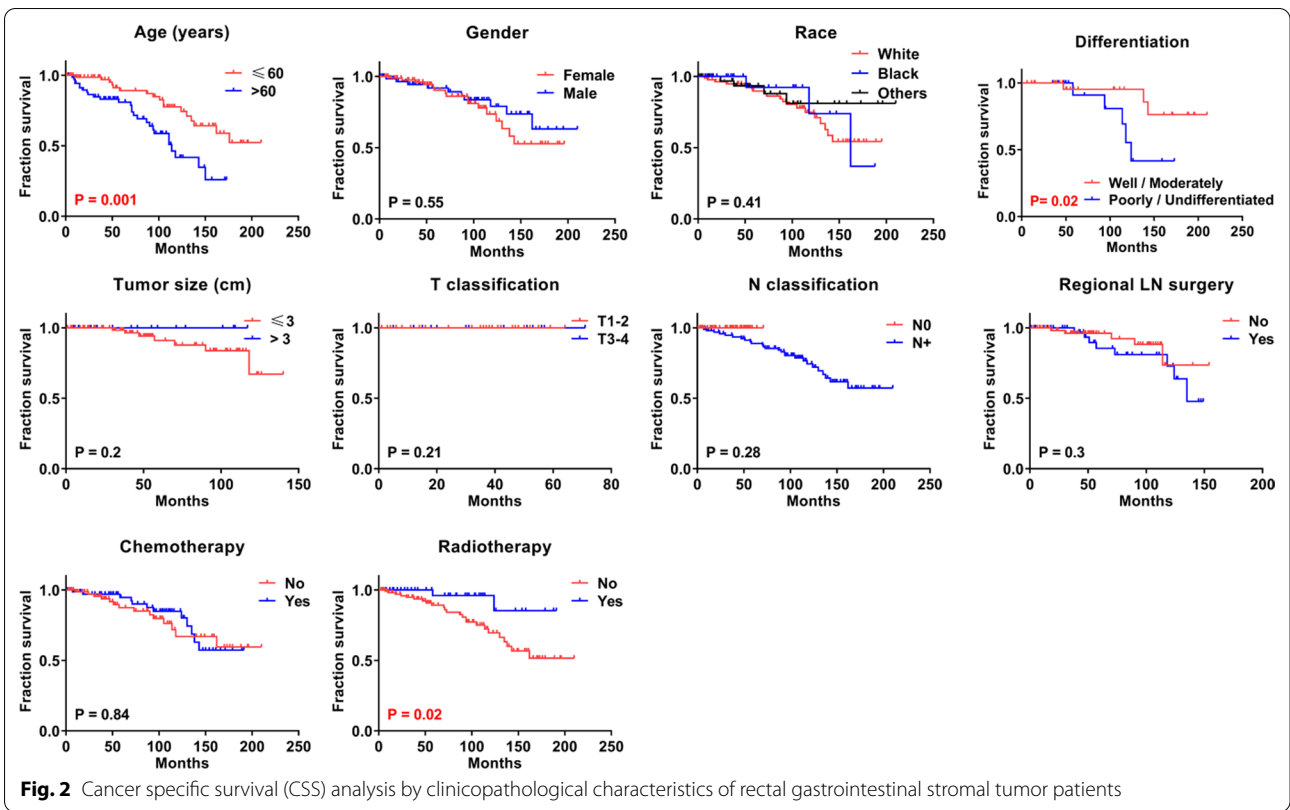 Age (years)
Fraction survival
1.0
0.5
0.0
≤60
>60
P = 0.001
0 50 100 150 200 250
Months
Gender
Fraction survival
1.0
0.5
0.0
Female
Male
P = 0.55
0 50 100 150 200 250
Months
Race
Fraction survival
1.0
0.5
0.0
White
Black
Others
P = 0.41
0 50 100 150 200 250
Months
Differentiation
Fraction survival
1.0
0.5
0.0
Well / Moderately
P= 0.02 Poorly / Undifferentiated
0 50 100 150 200 250
Months
Tumor size (cm)
Fraction survival
1.0
0.5
0.0
≤3
> 3
P = 0.2
0 50 100 150
Months
T classification
Fraction survival
1.0
0.5
0.0
T1-2
T3-4
P = 0.21
0 20 40 60 80
Months
N classification
Fraction survival
1.0
0.5
0.0
N0
N+
P = 0.28
0 50 100 150 200 250
Months
Regional LN surgery
Fraction survival
1.0
0.5
0.0
No
Yes
P = 0.3
0 50 100 150 200
Months
Chemotherapy
Fraction survival
1.0
0.5
0.0
No
Yes
P = 0.84
0 50 100 150 200 250
Months
Radiotherapy
Fraction survival
1.0
0.5
0.0
No
Yes
P = 0.02
0 50 100 150 200 250
Months
Fig. 2 Cancer specific survival (CSS) analysis by clinicopathological characteristics of rectal gastrointestinal stromal tumor patients